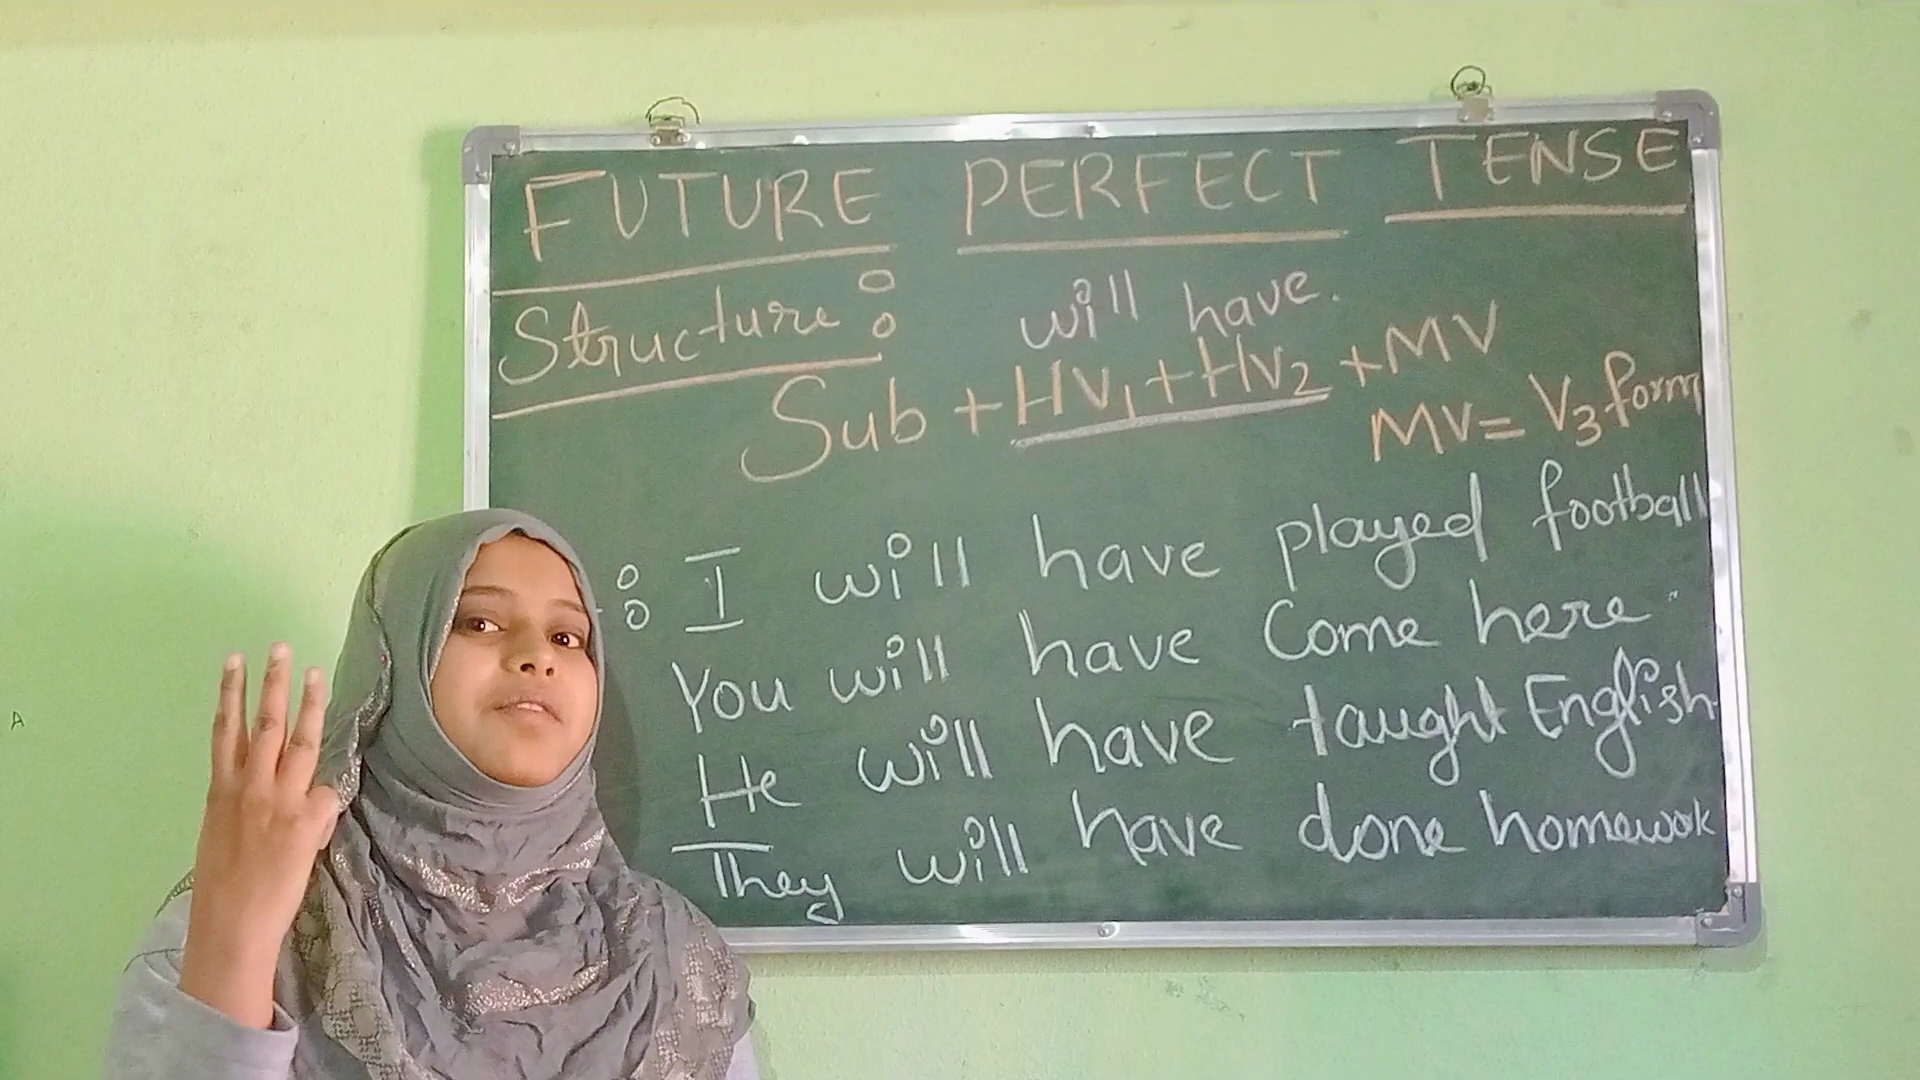 FUTURE PERFECT TENSE
Structure:
will have.
Sub + HV1 + HV2 + MV
MV = V3 form
: I will have played football
You will have Come here.
He will have taught English
They will have done homework
A